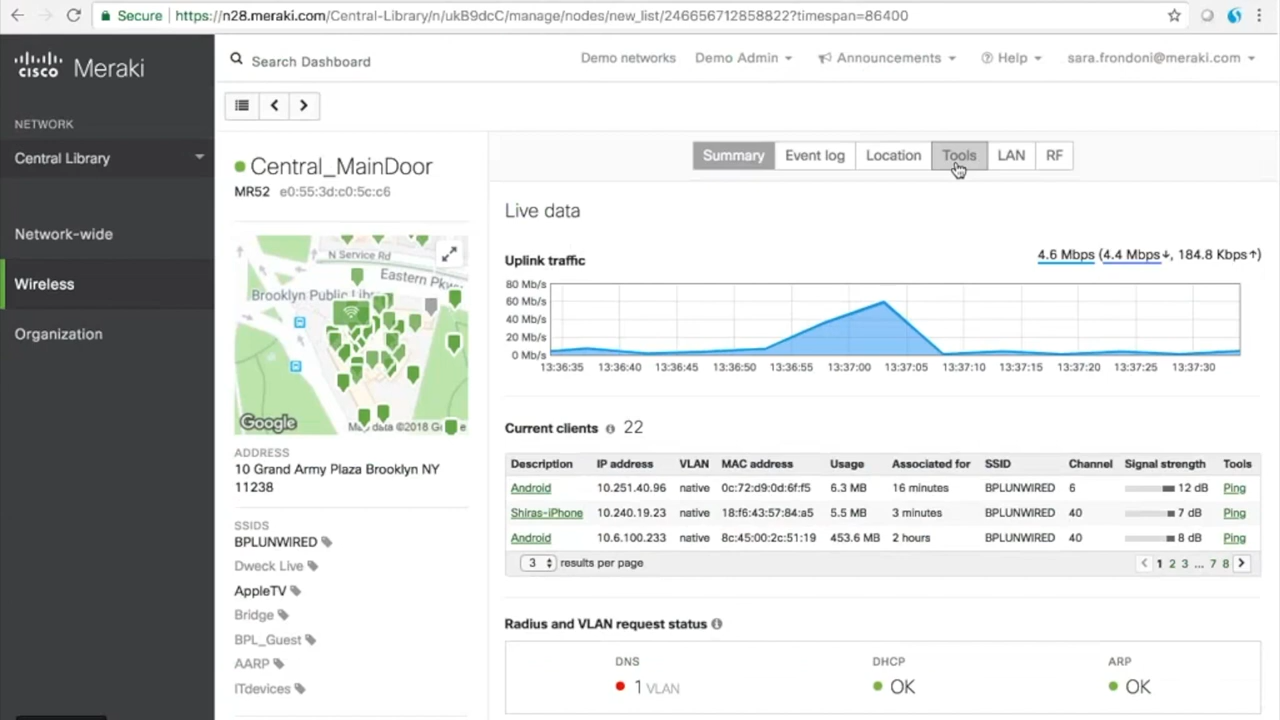 Secure https://n28.meraki.com/Central-Library/n/ukB9dcC/manage/nodes/new_list/246656712858822?timespan=86400
CISCO Meraki
Search Dashboard
Demo networks Demo Admin Announcements Help sara.frondoni@meraki.com
NETWORK
Central Library
Network-wide
Wireless
Organization
Central_MainDoor
MR52 e0:55:3d:c0:5c:c6
N Service Rd
Eastern Pkw
Brooklyn Public Lib
Google
Map data ©2018 Go e
ADDRESS
10 Grand Army Plaza Brooklyn NY
11238
SSIDS
BPLUNWIRED
Dweck Live
AppleTV
Bridge
BPL_Guest
AARP
ITdevices
Summary Event log Location Tools LAN RF
Live data
Uplink traffic
4.6 Mbps (4.4 Mbps↓, 184.8 Kbps↑)
80 Mb/s
60 Mb/s
40 Mb/s
20 Mb/s
0 Mb/s
13:36:35 13:36:40 13:36:45 13:36:50 13:36:55 13:37:00 13:37:05 13:37:10 13:37:15 13:37:20 13:37:25 13:37:30
Current clients 22
Description IP address VLAN MAC address Usage Associated for SSID Channel Signal strength Tools
Android 10.251.40.96 native 0c:72:d9:0d:6f:f5 6.3 MB 16 minutes BPLUNWIRED 6 12 dB Ping
Shiras-iPhone 10.240.19.23 native 18:f6:43:57:84:a5 5.5 MB 3 minutes BPLUNWIRED 40 7 dB Ping
Android 10.6.100.233 native 8c:45:00:2c:51:19 453.6 MB 2 hours BPLUNWIRED 40 8 dB Ping
3 results per page
1 2 3 ... 7 8
Radius and VLAN request status
DNS DHCP ARP
1 VLAN OK OK